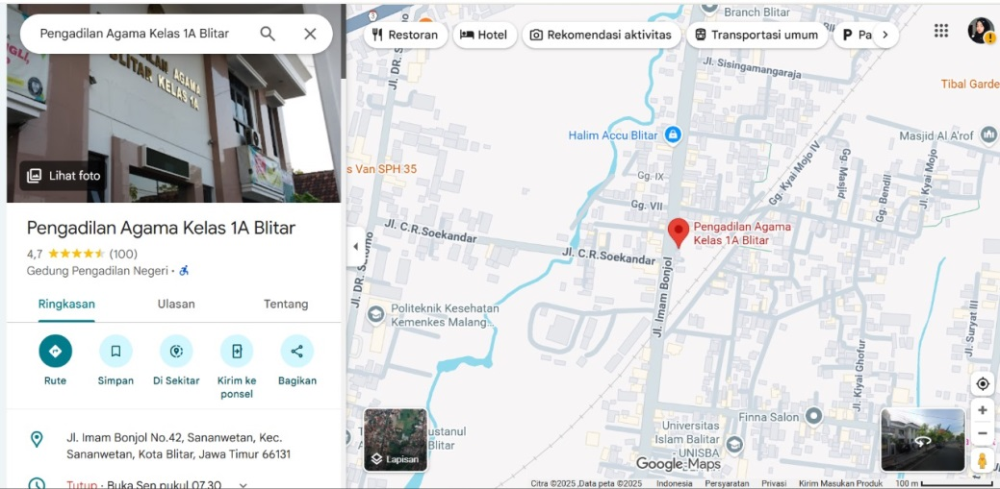 Pengadilan Agama Kelas 1A Blitar
AGAMA
BLITAR KELAS 1A
Lihat foto
Pengadilan Agama Kelas 1A Blitar
4,7 (100)
Gedung Pengadilan Negeri ·
Ringkasan
Ulasan
Tentang
Rute
Simpan
Di Sekitar
Kirim ke
ponsel
Bagikan
Jl. Imam Bonjol No.42, Sananwetan, Kec.
Sananwetan, Kota Blitar, Jawa Timur 66131
Tutup · Buka Sen pukul 07.30
Restoran
Hotel
Rekomendasi aktivitas
Transportasi umum
P Pa
3
Branch Blitar
Jl. DR.
Jl. Sisingamangaraja
Tibal Garde
Halim Accu Blitar
Masjid Al A'rof
s Van SPH 35
Gg. IX
Gg. VII
Gg. Kyai Mojo IV
Gg. Masjid
Gg. Bendil
Jl. Kyai Mojo
Jl. C.R.Soekandar
Pengadilan Agama
Kelas 1A Blitar
Jl. C.R.Soekandar
Jl. DR.
Jl. Imam Bonjol
Politeknik Kesehatan
Kemenkes Malang...
Jl. Suryat III
Jl. Kiyai Ghofur
Finna Salon
Universitas
Islam Balitar
- UNISBA
ustanul
Blitar
Lapisan
Google Maps
Citra ©2025 ,Data peta ©2025
Indonesia
Persyaratan
Privasi
Kirim Masukan Produk
100 m